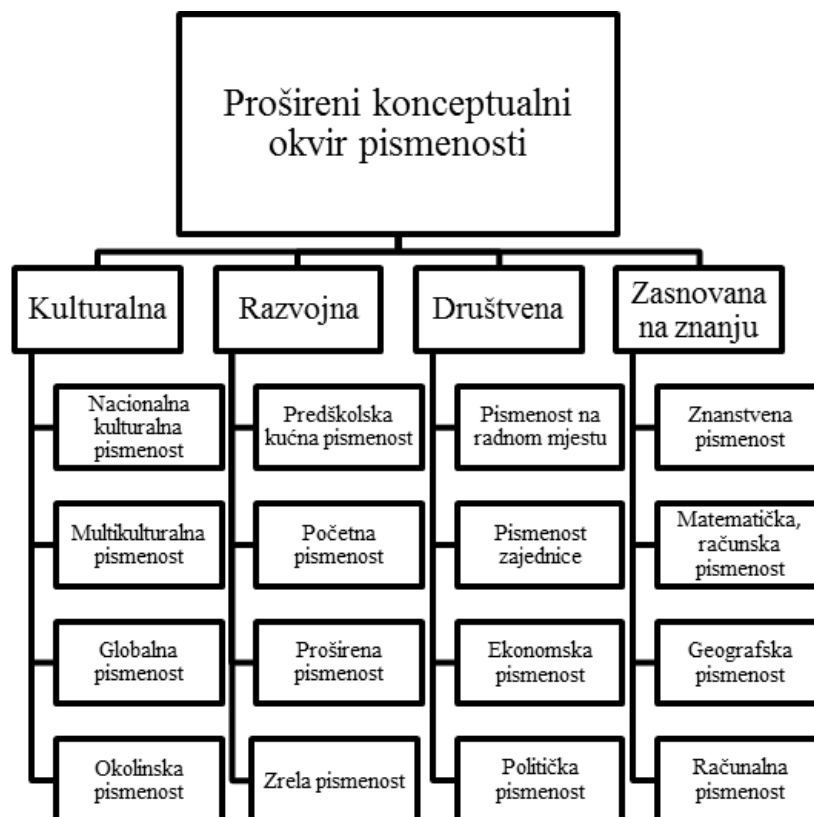 Prošireni konceptualni
okvir pismenosti
Kulturalna
Nacionalna
kulturalna
pismenost
Multikulturalna
pismenost
Globalna
pismenost
Okolinska
pismenost
Razvojna
Predškolska
kućna pismenost
Početna
pismenost
Proširena
pismenost
Zrela pismenost
Društvena
Pismenost na
radnom mjestu
Pismenost
zajednice
Ekonomska
pismenost
Politička
pismenost
Zasnovana
na znanju
Znanstvena
pismenost
Matematička,
računska
pismenost
Geografska
pismenost
Računalna
pismenost